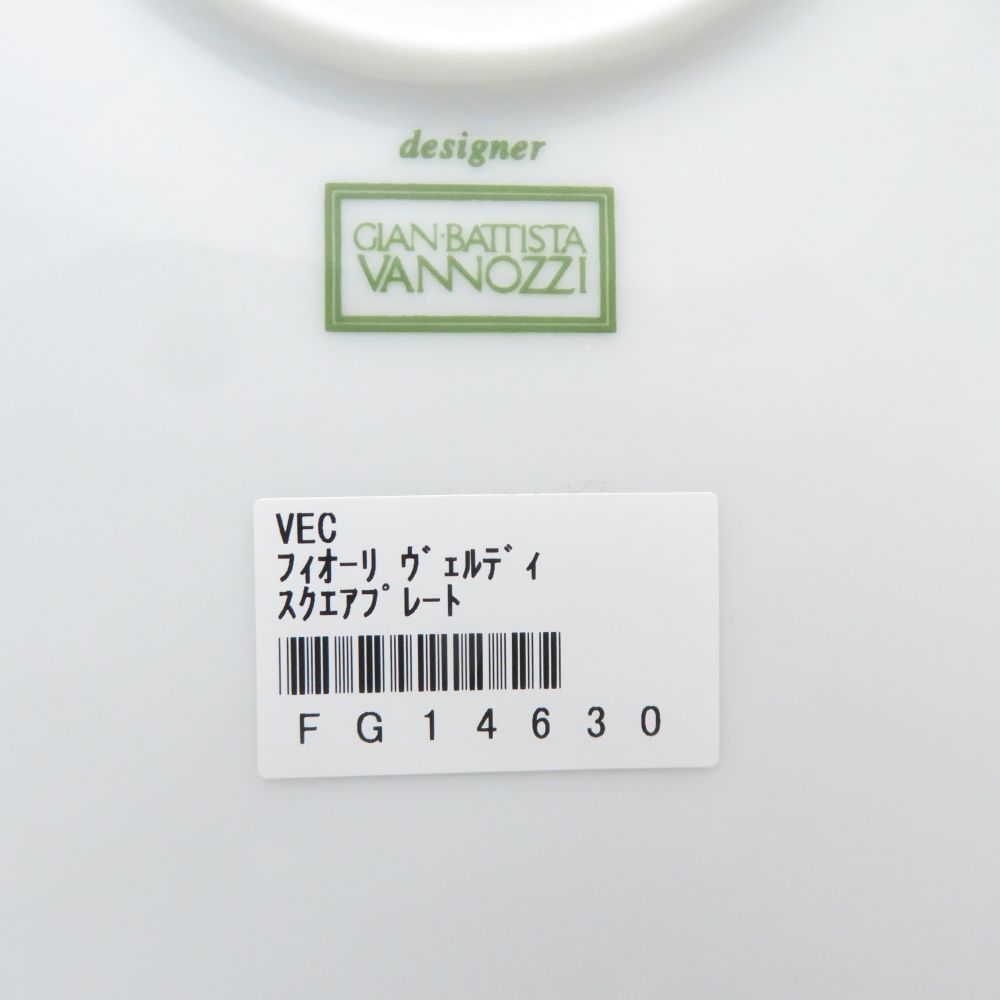 designer
GIAN·BATTISTA
VANNOZZI
VEC
ﾌｨｵｰﾘ ｳﾞｪﾙﾃﾞｨ
ｽｸｴｱﾌﾟﾚｰﾄ
FG14630